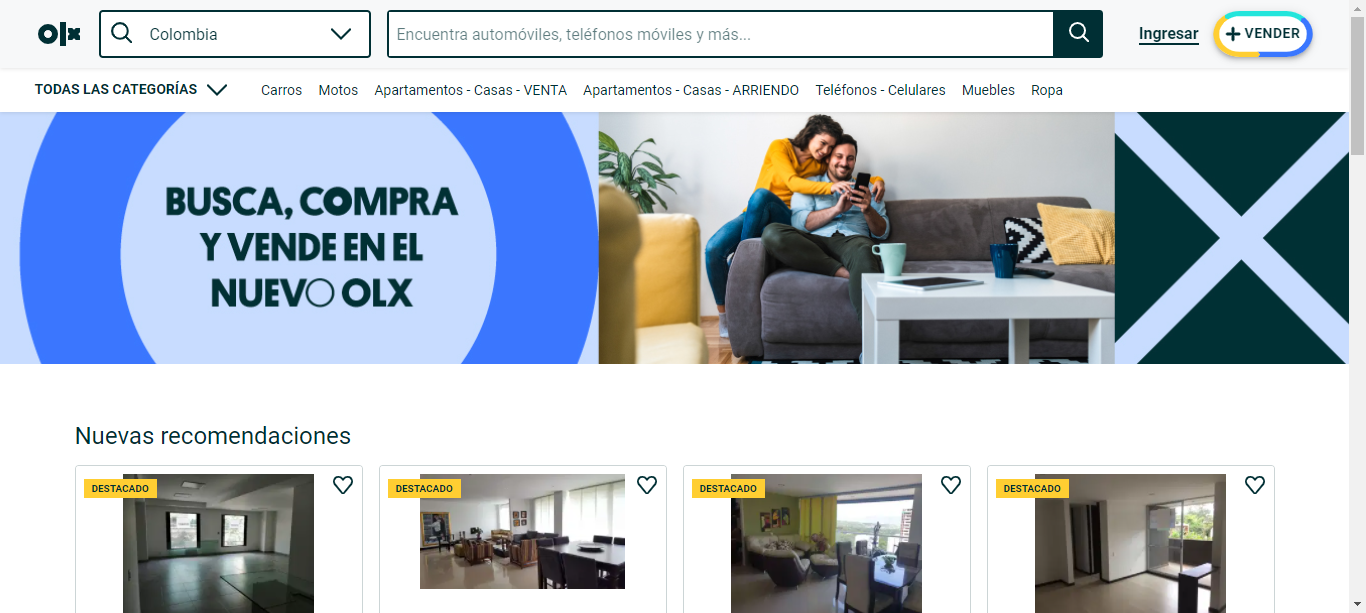 olx
Colombia
Encuentra automóviles, teléfonos móviles y más...
Ingresar
VENDER
TODAS LAS CATEGORÍAS
Carros
Motos
Apartamentos - Casas - VENTA
Apartamentos - Casas - ARRIENDO
Teléfonos - Celulares
Muebles
Ropa
BUSCA, COMPRA
Y VENDE EN EL
NUEVO OLX
Nuevas recomendaciones
DESTACADO
DESTACADO
DESTACADO
DESTACADO